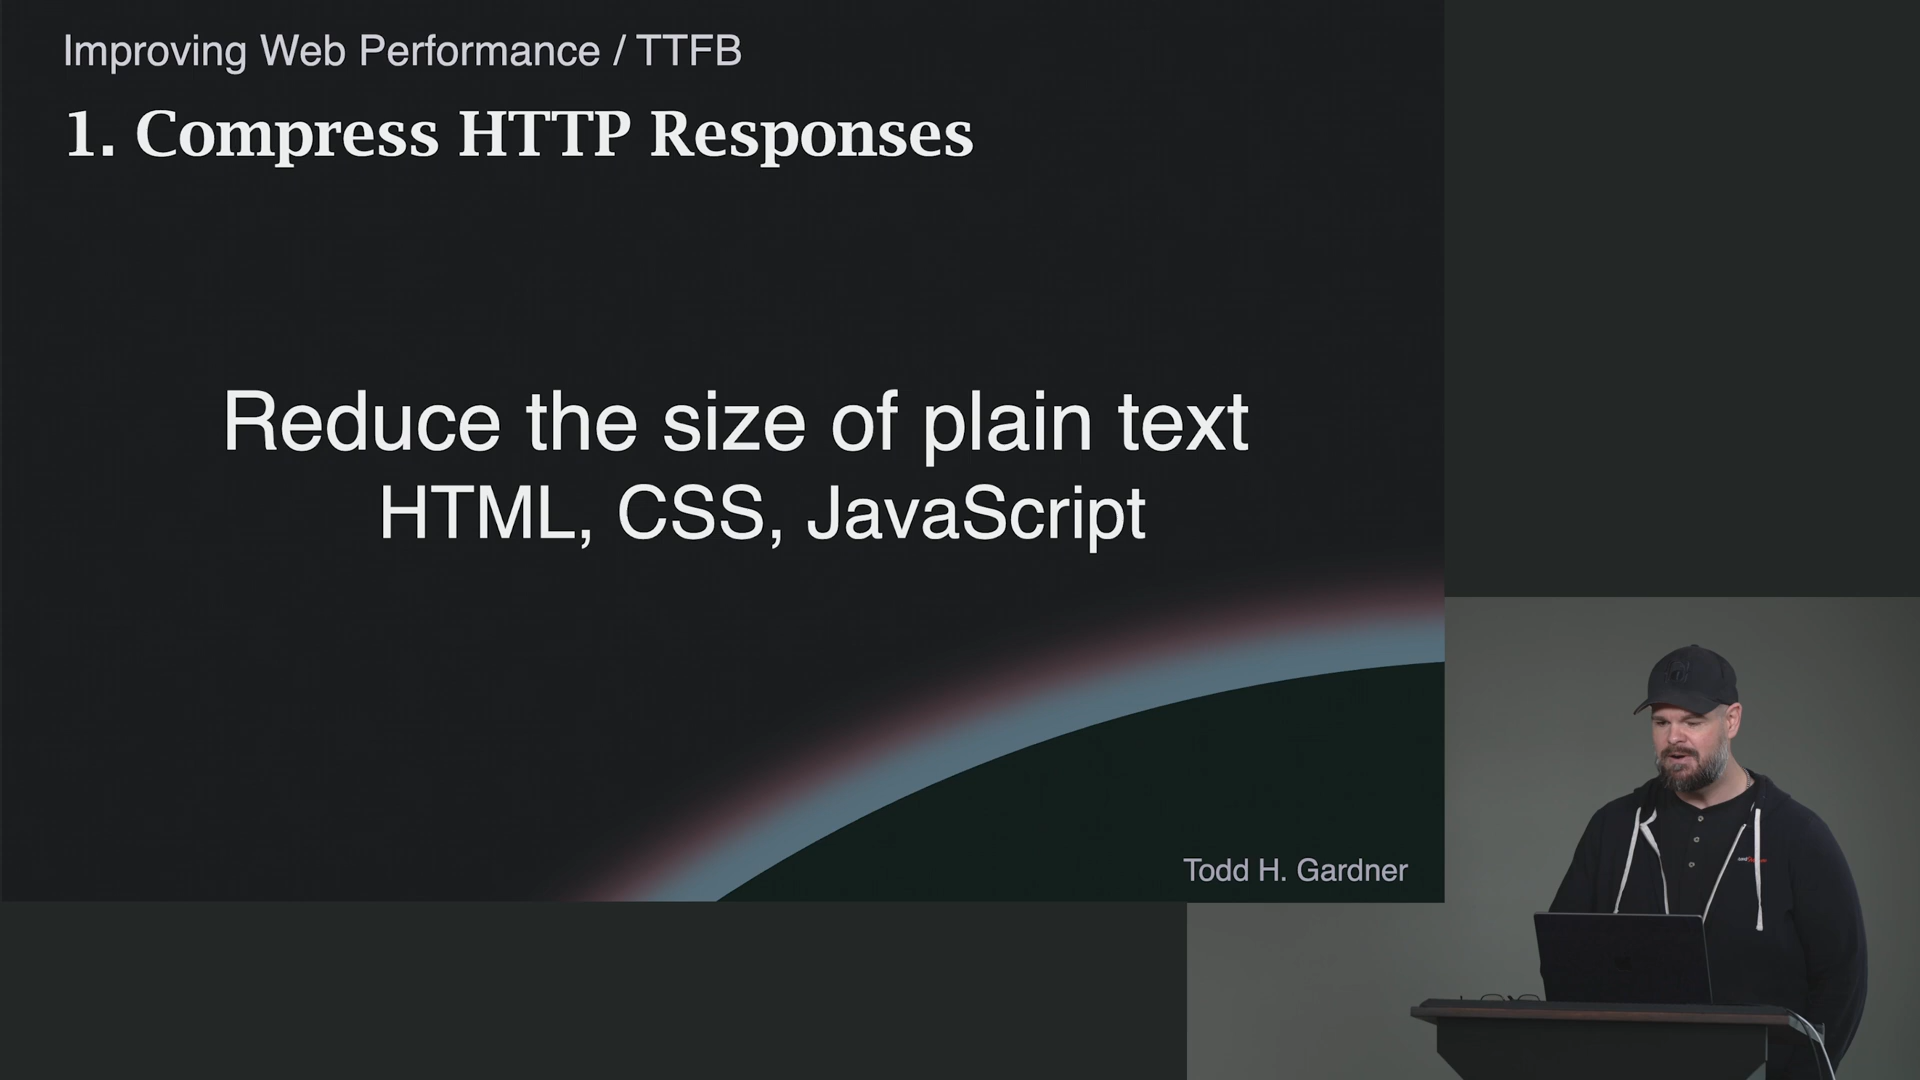 Improving Web Performance / TTFB
1. Compress HTTP Responses
Reduce the size of plain text
HTML, CSS, JavaScript
Todd H. Gardner